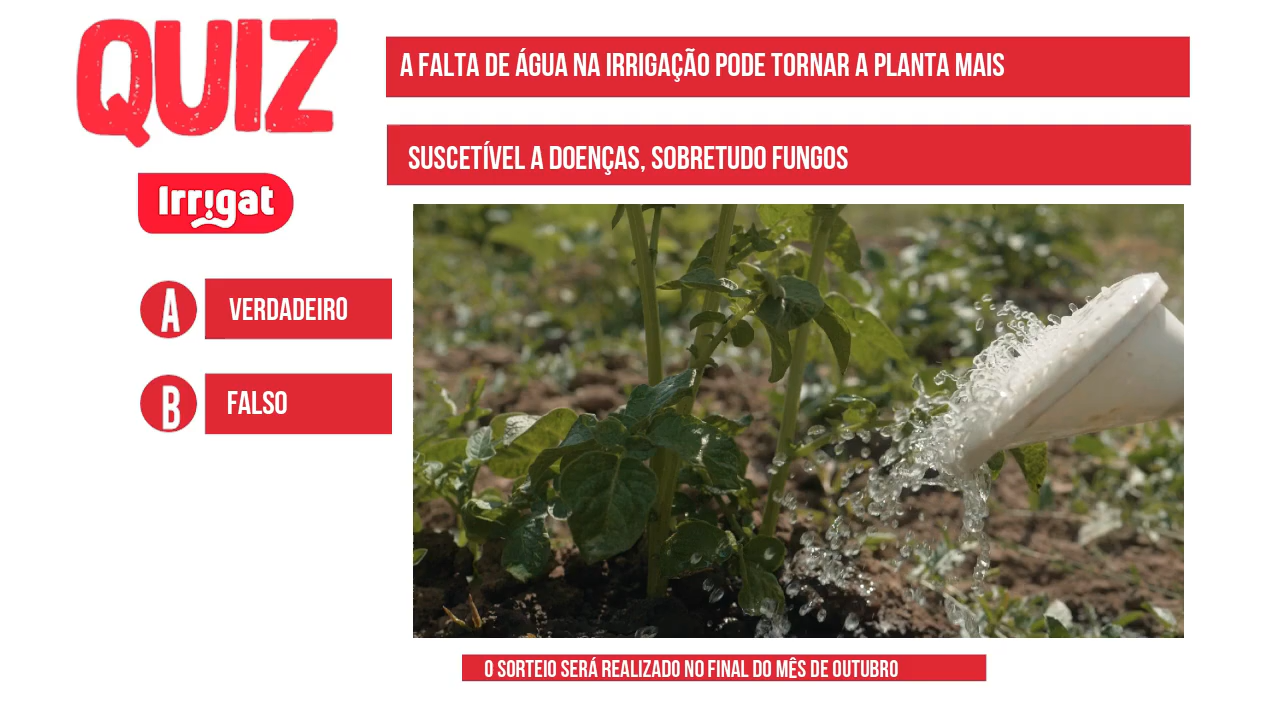 QUIZ
A FALTA DE ÁGUA NA IRRIGAÇÃO PODE TORNAR A PLANTA MAIS
SUSCETÍVEL A DOENÇAS, SOBRETUDO FUNGOS
Irrigat
A VERDADEIRO
B FALSO
O SORTEIO SERÁ REALIZADO NO FINAL DO MÊS DE OUTUBRO